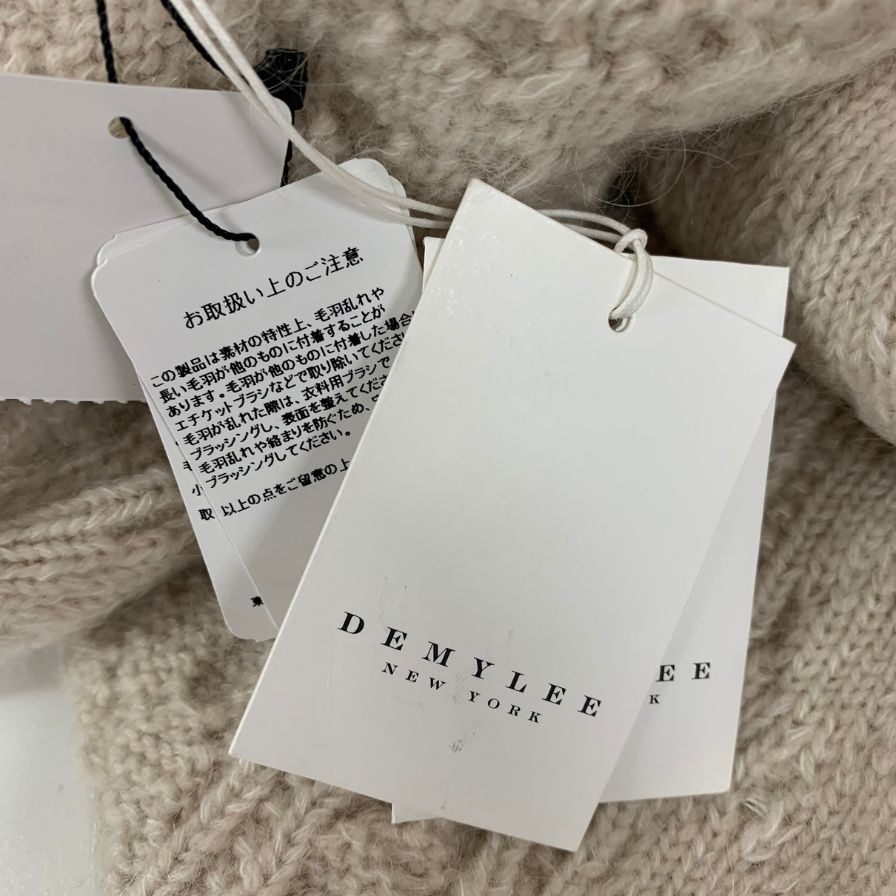 お取扱い上のご注意
この製品は素材の特性上、毛羽乱れや
長い毛羽が他のものに付着することが
あります。毛羽が他のものに付着した場合
エチケットブラシなどで取り除いてくださ
毛羽が乱れた際は、衣料用ブラシで
ブラッシングし、表面を整えてくださ
毛羽乱れや絡まりを防ぐため、
ブラッシングしてください。
以上の点をご留意の上
取
小
東
DEMYLEE
NEW YORK
EE
K